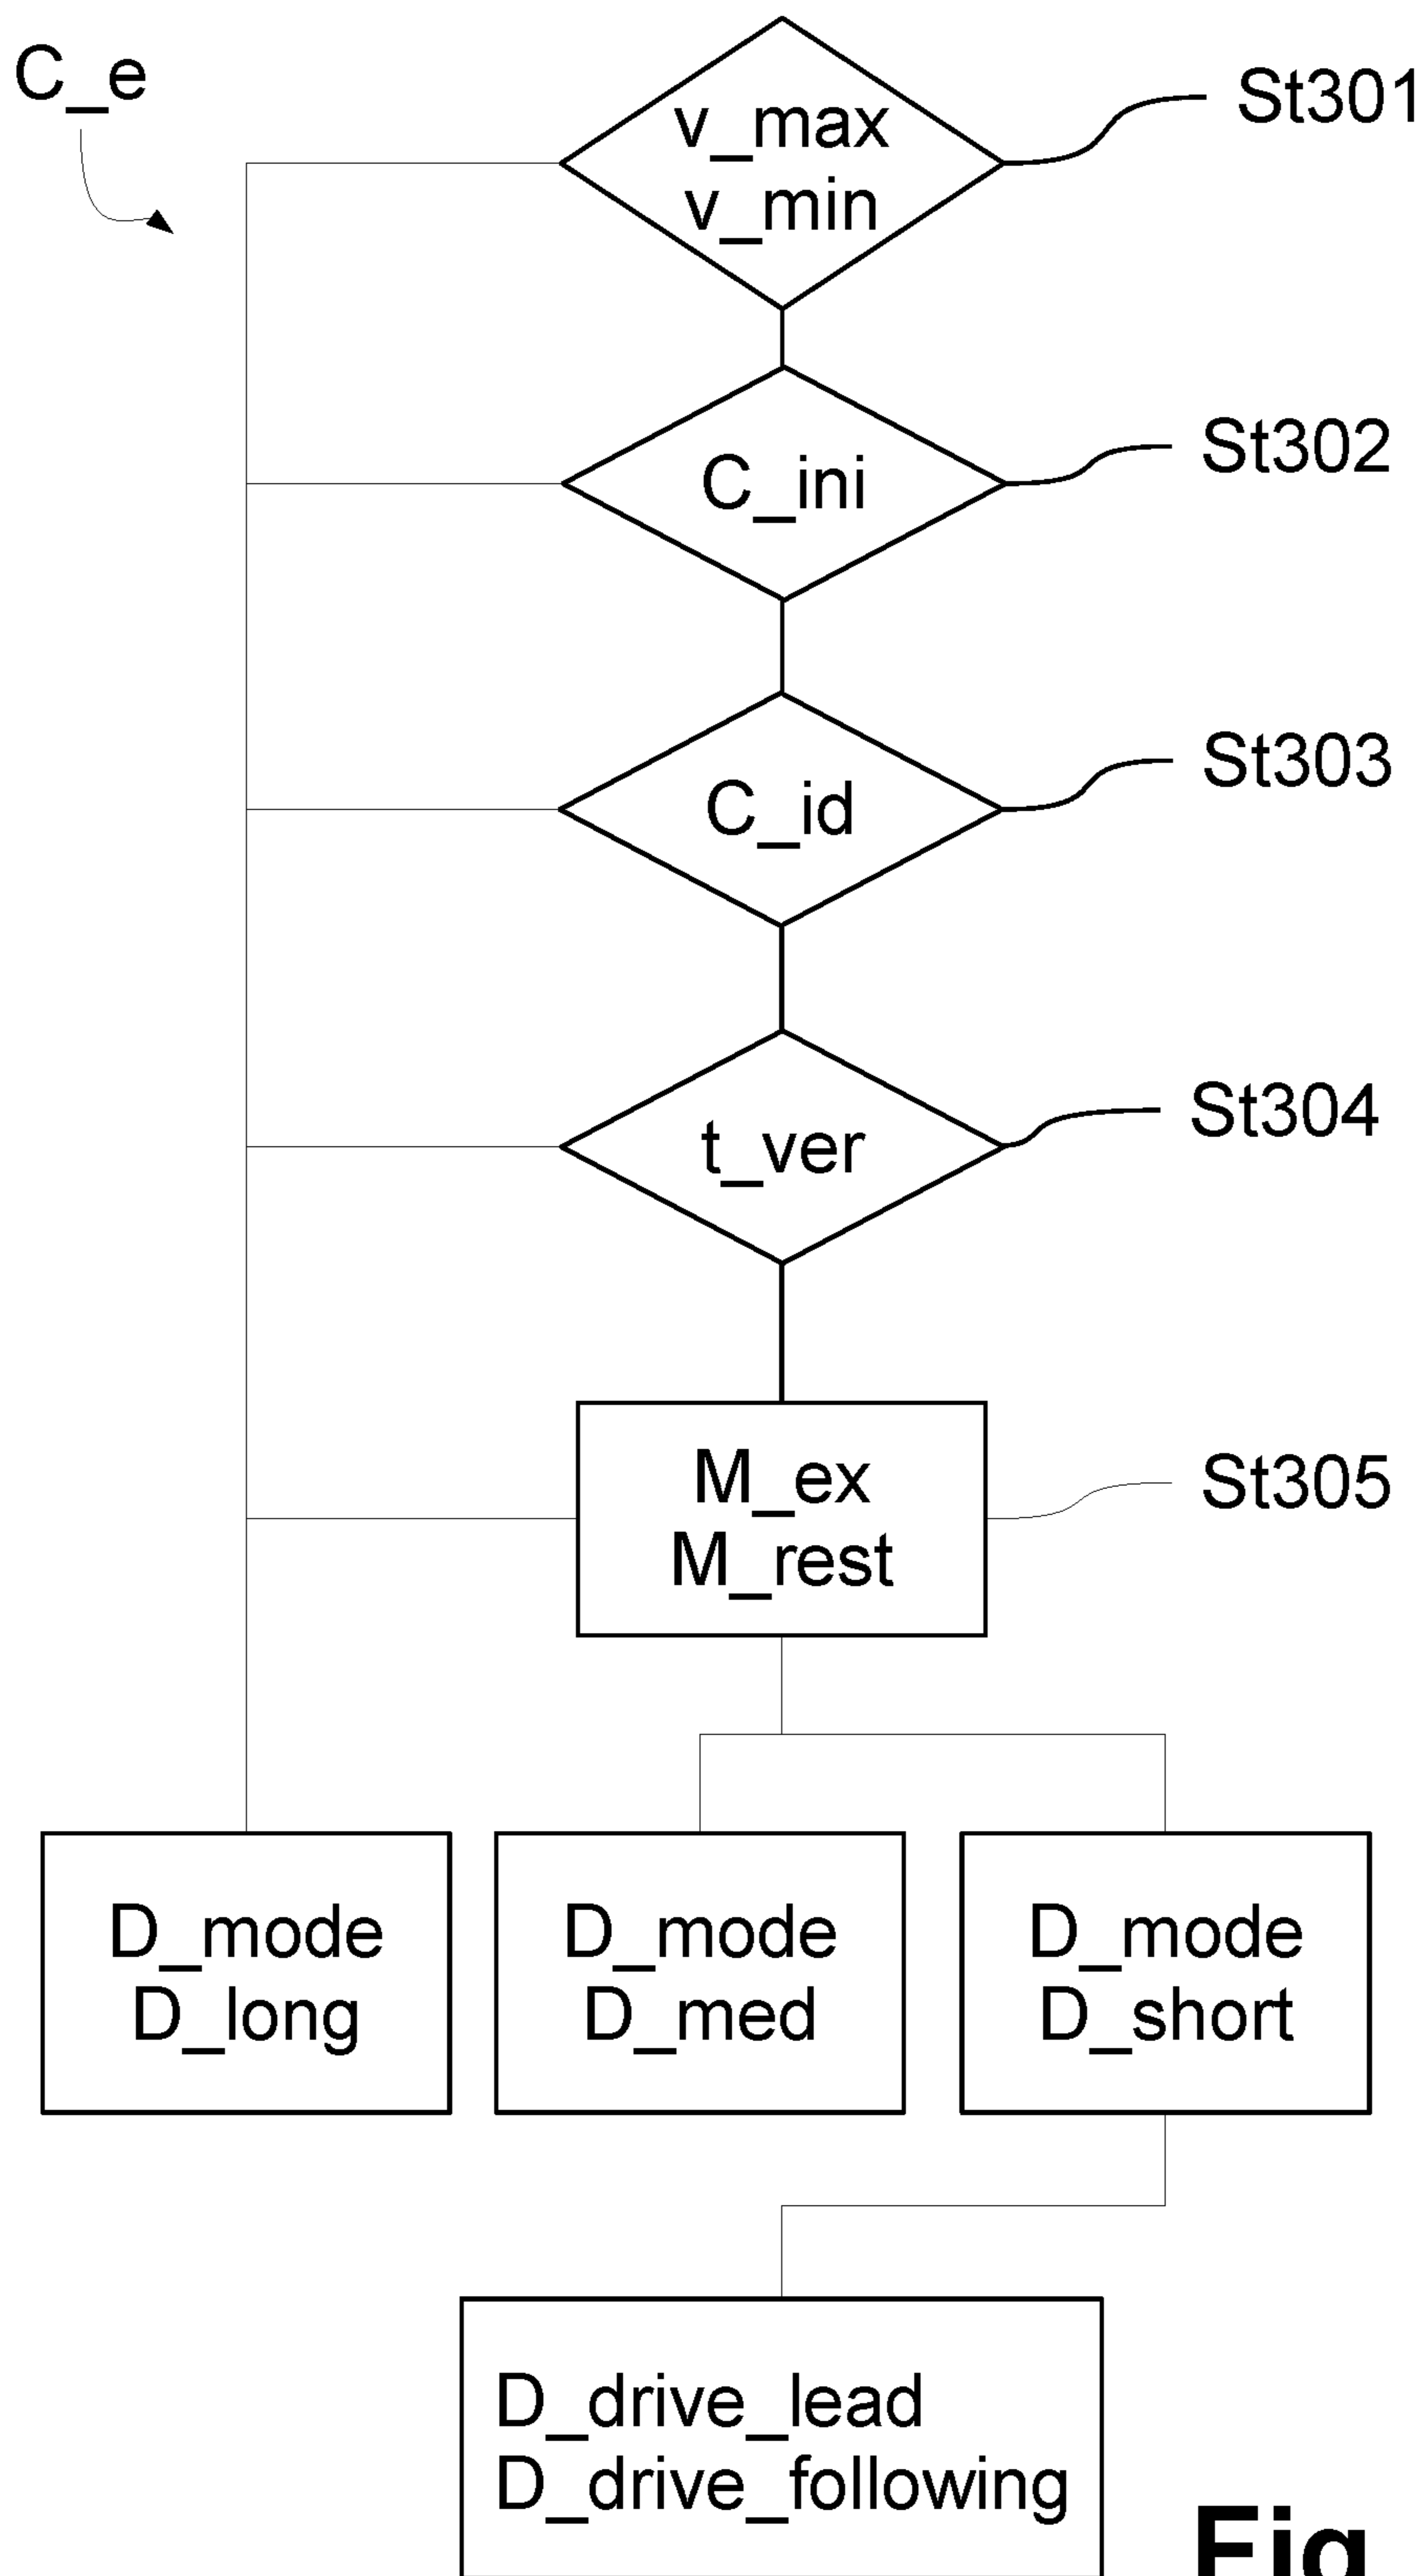 C_e
v_max
v_min
St301
C_ini
St302
C_id
St303
t_ver
St304
M_ex
M_rest
St305
D_mode
D_long
D_mode
D_med
D_mode
D_short
D_drive_lead
D_drive_following
Fig